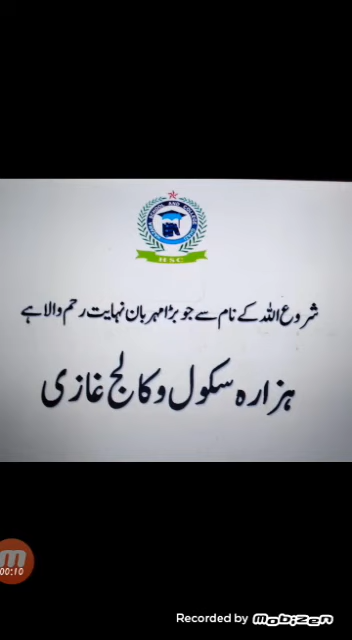 HSC
شروع اللہ کے نام سے جو بڑا مہربان نہایت رحم والا ہے
ہزارہ سکول و کالج غازی
00:10
Recorded by Mobizen